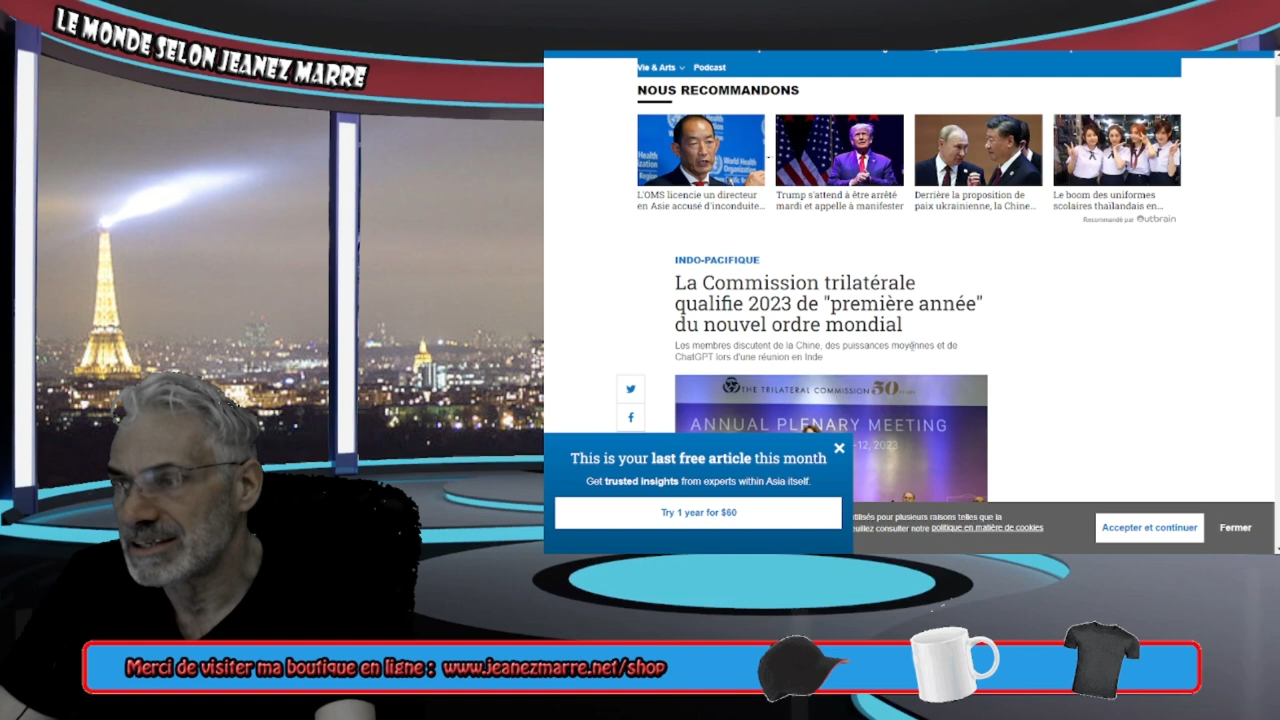 LE MONDE SELON JEANEZ MARRE
Vie & Arts
Podcast
NOUS RECOMMANDONS
Health
Organization
World Health
Organization
L'OMS licencie un directeur
en Asie accusé d'inconduite...
Trump s'attend à être arrêté
mardi et appelle à manifester
Derrière la proposition de
paix ukrainienne, la Chine...
Le boom des uniformes
scolaires thaïlandais en...
Recommandé par Outbrain
INDO-PACIFIQUE
La Commission trilatérale
qualifie 2023 de "première année"
du nouvel ordre mondial
Les membres discutent de la Chine, des puissances moyennes et de
ChatGPT lors d'une réunion en Inde
THE TRILATERAL COMMISSION 50
ANNUAL PLENARY MEETING
-12, 2023
This is your last free article this month
Get trusted insights from experts within Asia itself.
Try 1 year for $60
utilisés pour plusieurs raisons telles que la
euillez consulter notre politique en matière de cookies
Accepter et continuer
Fermer
Merci de visiter ma boutique en ligne : www.jeanezmarre.net/shop